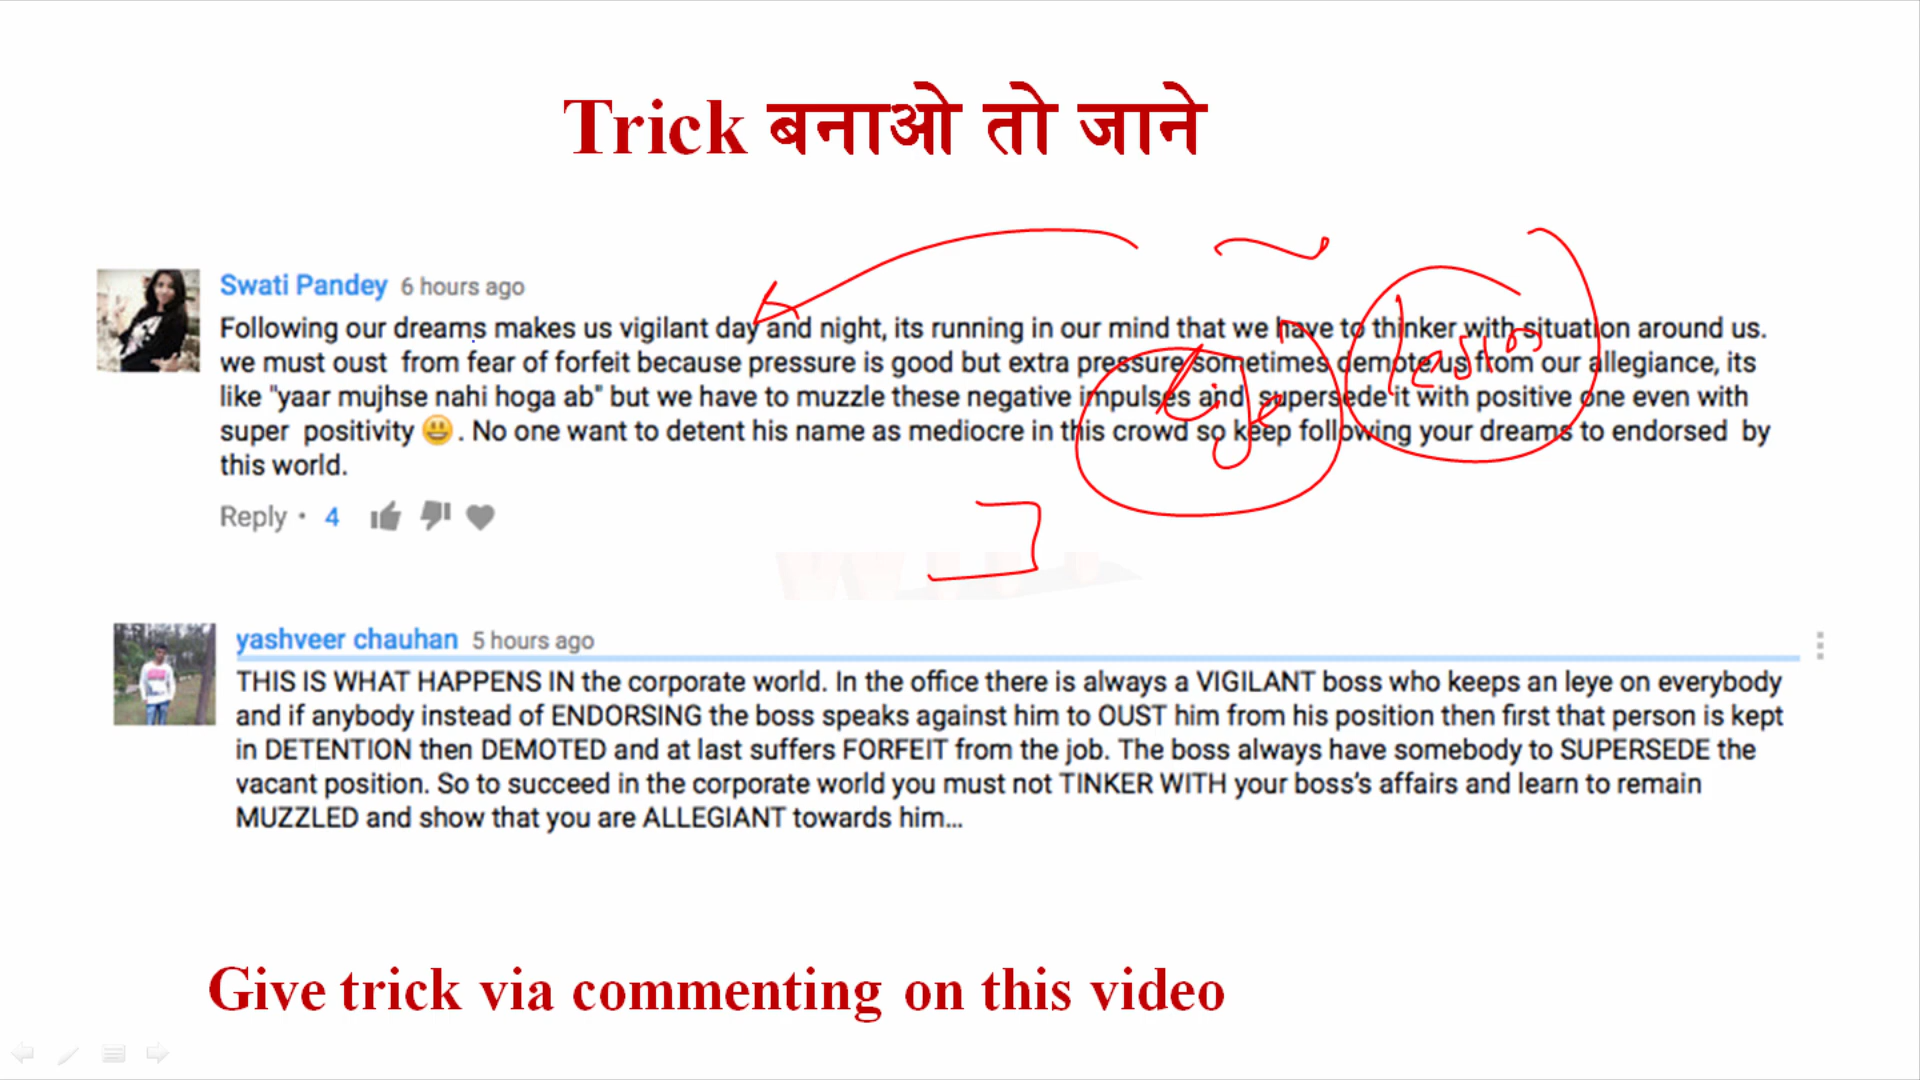 Trick बनाओ तो जाने
Swati Pandey 6 hours ago
Following our dreams makes us vigilant day and night, its running in our mind that we have to thinker with situation around us.
we must oust from fear of forfeit because pressure is good but extra pressure sometimes demote us from our allegiance, its
like "yaar mujhse nahi hoga ab" but we have to muzzle these negative impulses and supersede it with positive one even with
super positivity 😃 . No one want to detent his name as mediocre in this crowd so keep following your dreams to endorsed by
this world.
Reply • 4
yashveer chauhan 5 hours ago
THIS IS WHAT HAPPENS IN the corporate world. In the office there is always a VIGILANT boss who keeps an leye on everybody
and if anybody instead of ENDORSING the boss speaks against him to OUST him from his position then first that person is kept
in DETENTION then DEMOTED and at last suffers FORFEIT from the job. The boss always have somebody to SUPERSEDE the
vacant position. So to succeed in the corporate world you must not TINKER WITH your boss's affairs and learn to remain
MUZZLED and show that you are ALLEGIANT towards him...
Give trick via commenting on this video